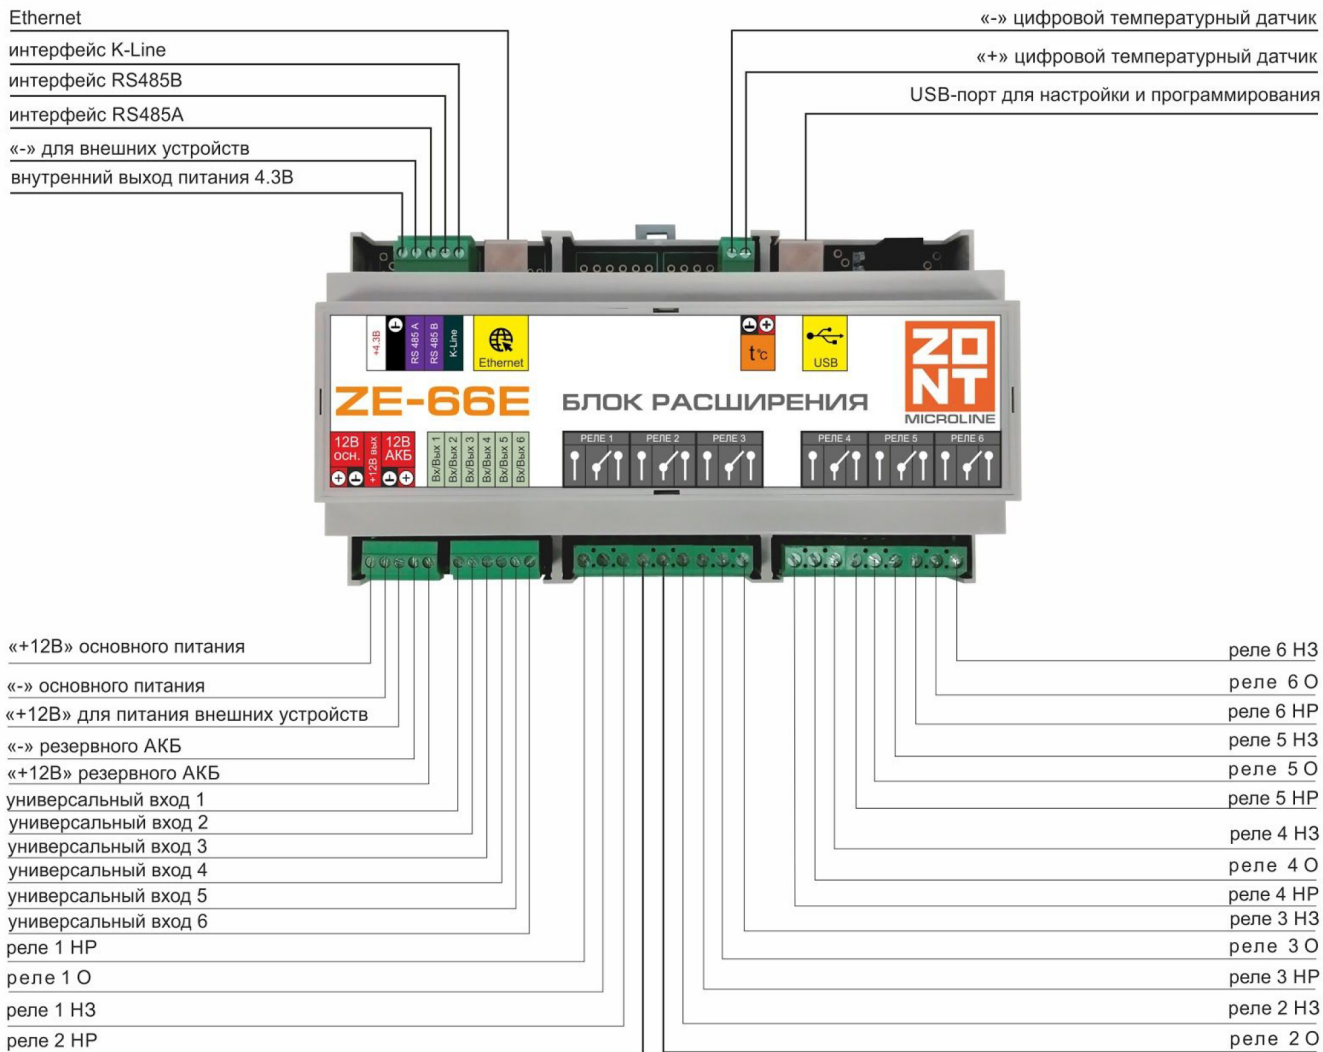 Ethernet
интерфейс K-Line
интерфейс RS485B
интерфейс RS485A
«-» для внешних устройств
внутренний выход питания 4.3В
«-» цифровой температурный датчик
«+» цифровой температурный датчик
USB-порт для настройки и программирования
+4.3В
RS 485 A
RS 485 B
K-Line
Ethernet
t°C
USB
ZONT
MICROLINE
ZE-66E
БЛОК РАСШИРЕНИЯ
12В осн.
+12В вых
12В АКБ
Вх/Вых 1
Вх/Вых 2
Вх/Вых 3
Вх/Вых 4
Вх/Вых 5
Вх/Вых 6
РЕЛЕ 1
РЕЛЕ 2
РЕЛЕ 3
РЕЛЕ 4
РЕЛЕ 5
РЕЛЕ 6
«+12В» основного питания
«-» основного питания
«+12В» для питания внешних устройств
«-» резервного АКБ
«+12В» резервного АКБ
универсальный вход 1
универсальный вход 2
универсальный вход 3
универсальный вход 4
универсальный вход 5
универсальный вход 6
реле 1 НР
реле 1 О
реле 1 НЗ
реле 2 НР
реле 6 НЗ
реле 6 О
реле 6 НР
реле 5 НЗ
реле 5 О
реле 5 НР
реле 4 НЗ
реле 4 О
реле 4 НР
реле 3 НЗ
реле 3 О
реле 3 НР
реле 2 НЗ
реле 2 О